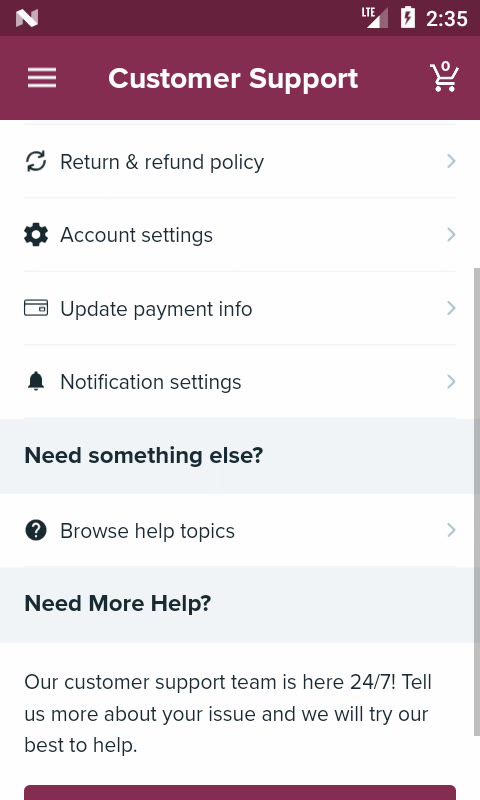 LTE 2:35
Customer Support 0
Return & refund policy
Account settings
Update payment info
Notification settings
Need something else?
Browse help topics
Need More Help?
Our customer support team is here 24/7! Tell
us more about your issue and we will try our
best to help.